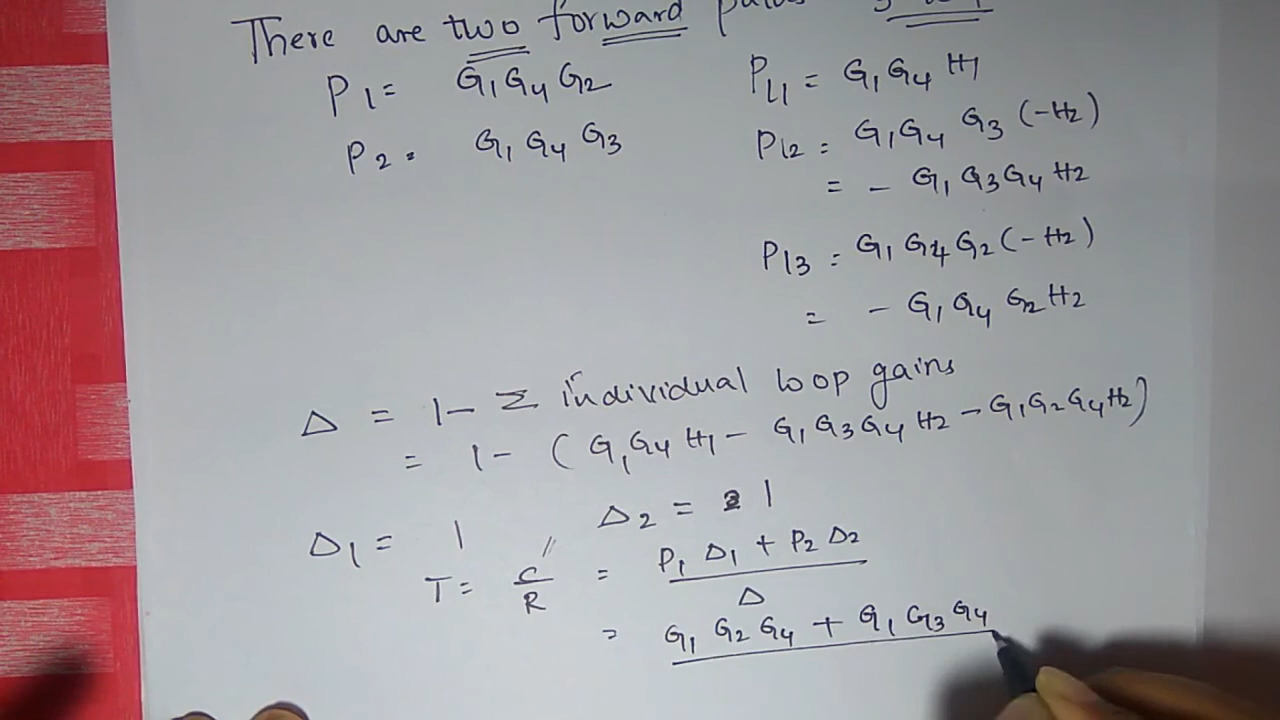 There are two forward
P1 = G1G4G2
P2 = G1G4G3
PL1 = G1G4H1
Pl2 = G1G4G3(-H2)
= - G1G3G4H2
Pl3 = G1G4G2(-H2)
= - G1G4G2H2
Δ = 1 - Σ individual loop gains
= 1 - (G1G4H1 - G1G3G4H2 - G1G2G4H2)
Δ1 = 1 Δ2 = 1
T = C/R = P1Δ1 + P2Δ2 / Δ
= G1G2G4 + G1G3G4